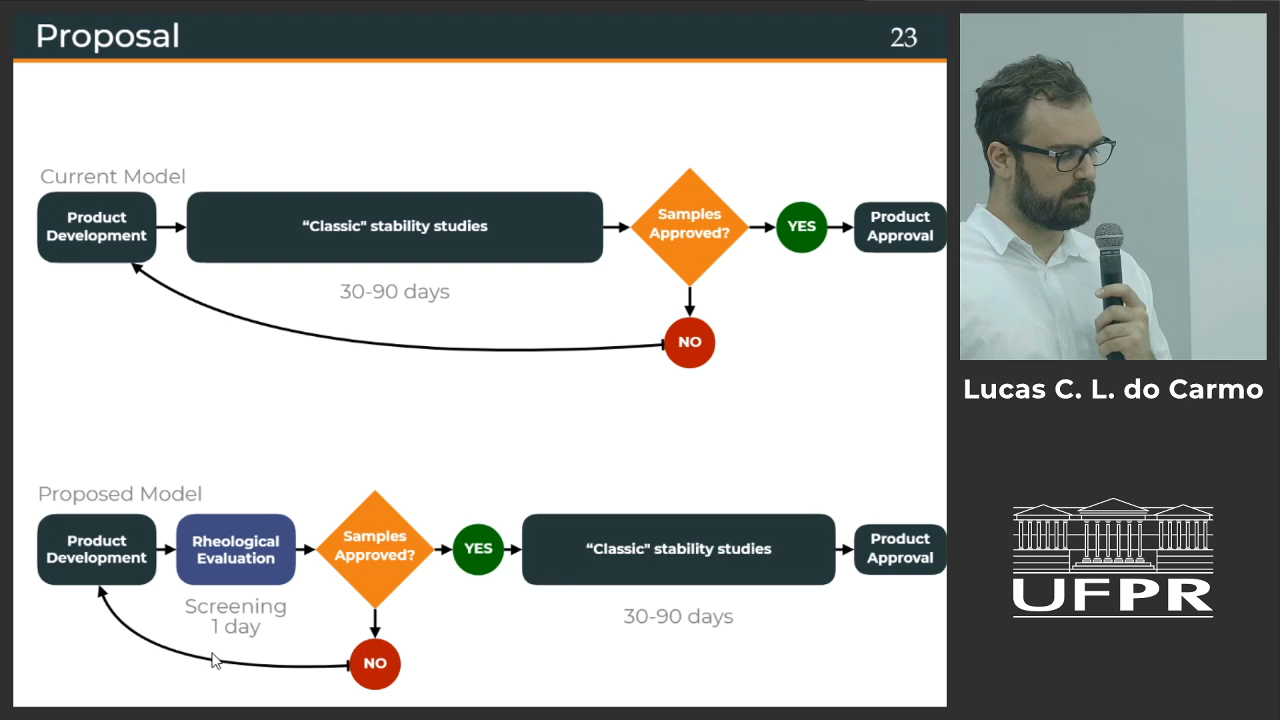 Proposal
23
Current Model
Product
Development
“Classic" stability studies
Samples
Approved?
YES
Product
Approval
30-90 days
NO
Proposed Model
Product
Development
Rheological
Evaluation
Samples
Approved?
YES
“Classic" stability studies
Product
Approval
Screening
1 day
30-90 days
NO
Lucas C. L. do Carmo
UFPR